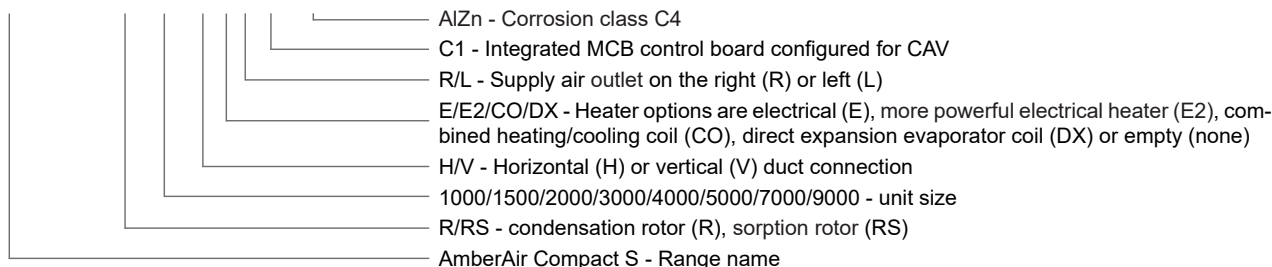 AlZn - Corrosion class C4
C1 - Integrated MCB control board configured for CAV
R/L - Supply air outlet on the right (R) or left (L)
E/E2/CO/DX - Heater options are electrical (E), more powerful electrical heater (E2), com-
bined heating/cooling coil (CO), direct expansion evaporator coil (DX) or empty (none)
H/V - Horizontal (H) or vertical (V) duct connection
1000/1500/2000/3000/4000/5000/7000/9000 - unit size
R/RS - condensation rotor (R), sorption rotor (RS)
AmberAir Compact S - Range name